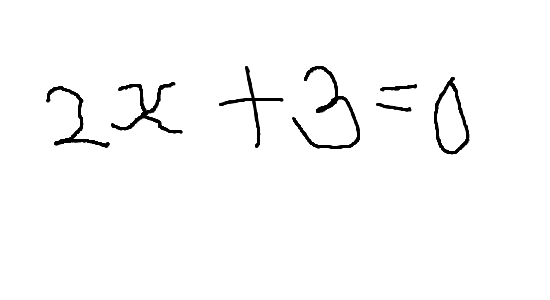 2x + 3 = 0